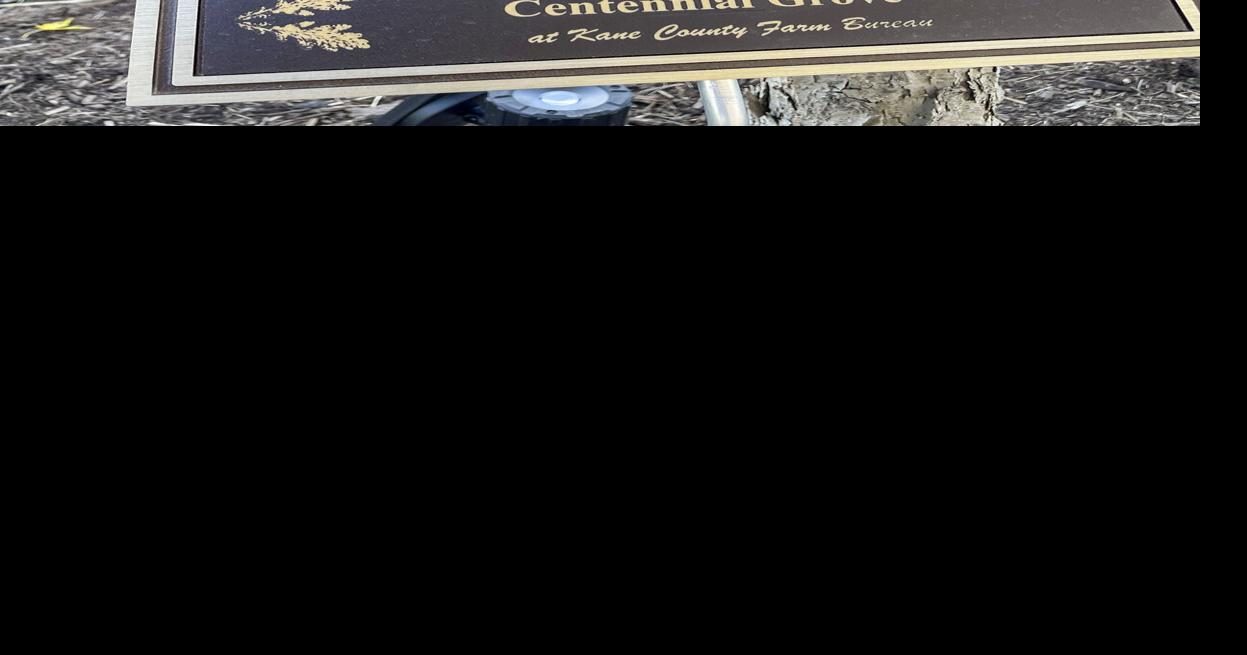 Centennial Grove
at Kane County Farm Bureau